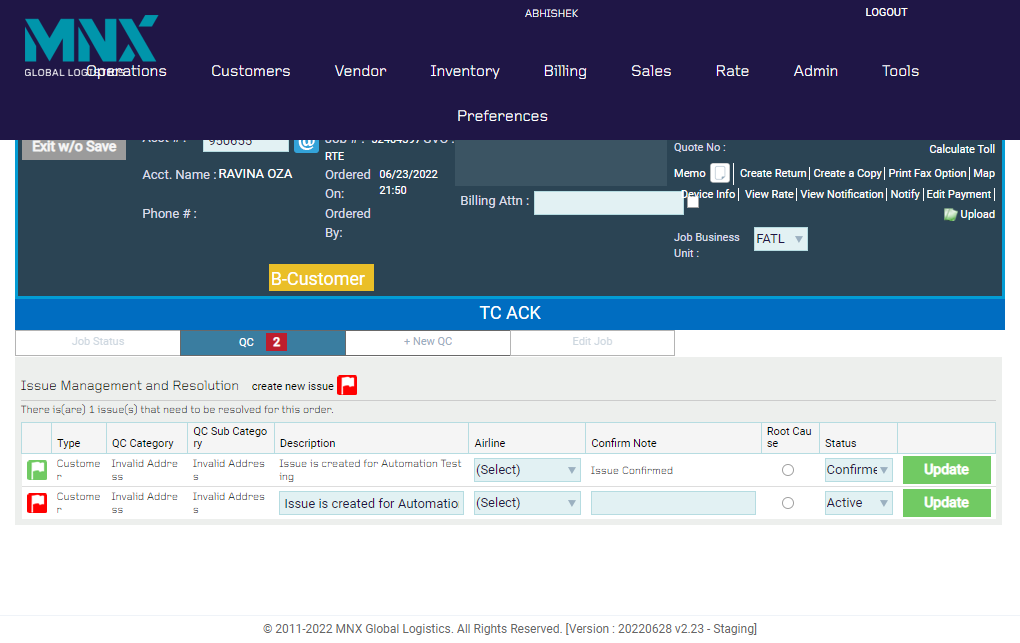 ABHISHEK
LOGOUT
MNX
GLOBAL LOGISTICS
Operations Customers Vendor Inventory Billing Sales Rate Admin Tools
Preferences
Exit w/o Save
950655
@
RTE
Quote No :
Calculate Toll
Acct. Name : RAVINA OZA
Ordered On: 06/23/2022 21:50
Memo
Create Return| Create a Copy| Print Fax Option| Map
Device Info| View Rate| View Notification| Notify| Edit Payment|
Billing Attn :
Upload
Phone # :
Ordered By:
Job Business Unit : FATL
B-Customer
TC ACK
Job Status
QC 2
+ New QC
Edit Job
Issue Management and Resolution create new issue
There is(are) 1 issue(s) that need to be resolved for this order.
Type QC Category QC Sub Category Description Airline Confirm Note Root Cause Status
Customer Invalid Address Invalid Address Issue is created for Automation Testing (Select) Issue Confirmed Confirme Update
Customer Invalid Address Invalid Address Issue is created for Automatio (Select) Active Update
© 2011-2022 MNX Global Logistics. All Rights Reserved. [Version : 20220628 v2.23 - Staging]